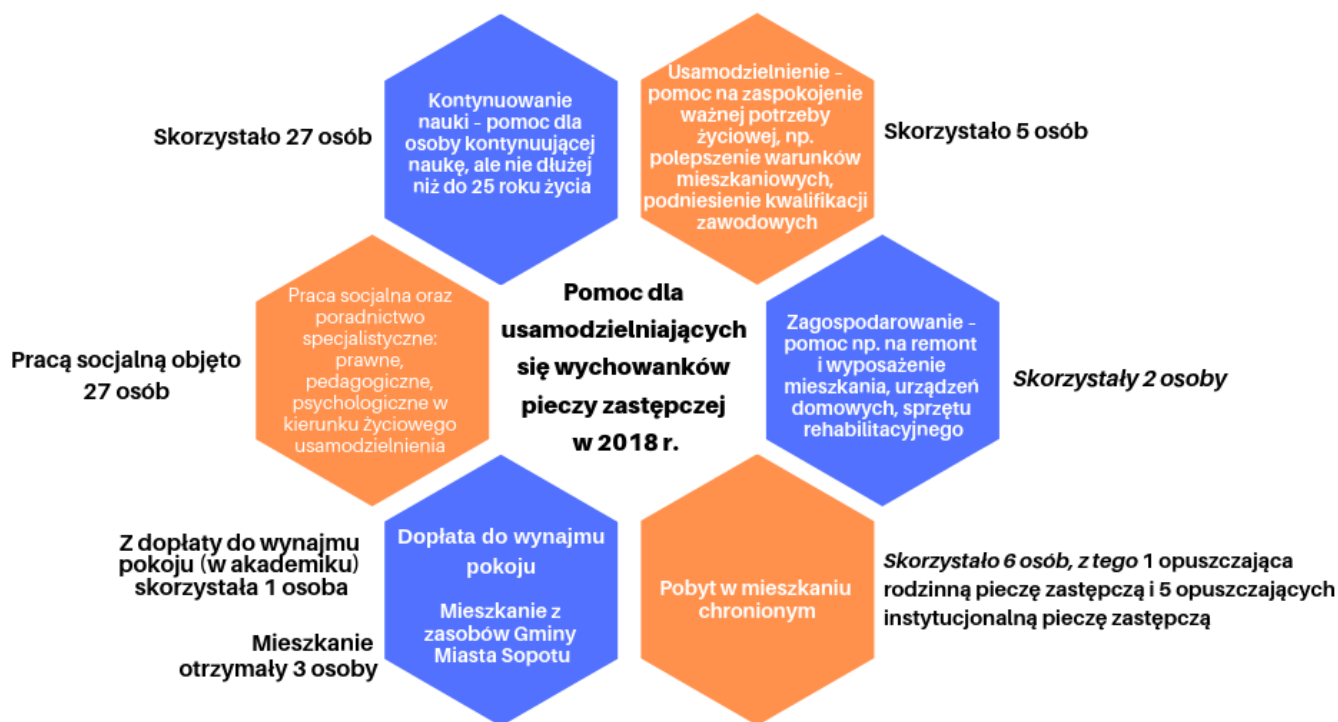 Skorzystało 27 osób
Kontynuowanie
nauki – pomoc dla
osoby kontynuującej
naukę, ale nie dłużej
niż do 25 roku życia
Usamodzielnienie –
pomoc na zaspokojenie
ważnej potrzeby
życiowej, np.
polepszenie warunków
mieszkaniowych,
podniesienie kwalifikacji
zawodowych
Skorzystało 5 osób
Pracą socjalną objęto
27 osób
Praca socjalna oraz
poradnictwo
specjalistyczne:
prawne,
pedagogiczne,
psychologiczne w
kierunku życiowego
usamodzielnienia
Pomoc dla
usamodzielniających
się wychowanków
pieczy zastępczej
w 2018 r.
Zagospodarowanie –
pomoc np. na remont
i wyposażenie
mieszkania, urządzeń
domowych, sprzętu
rehabilitacyjnego
Skorzystały 2 osoby
Z dopłaty do wynajmu
pokoju (w akademiku)
skorzystała 1 osoba
Mieszkanie
otrzymały 3 osoby
Dopłata do wynajmu
pokoju
Mieszkanie z
zasobów Gminy
Miasta Sopotu
Pobyt w mieszkaniu
chronionym
Skorzystało 6 osób, z tego 1 opuszczająca
rodzinną pieczę zastępczą i 5 opuszczających
instytucjonalną pieczę zastępczą